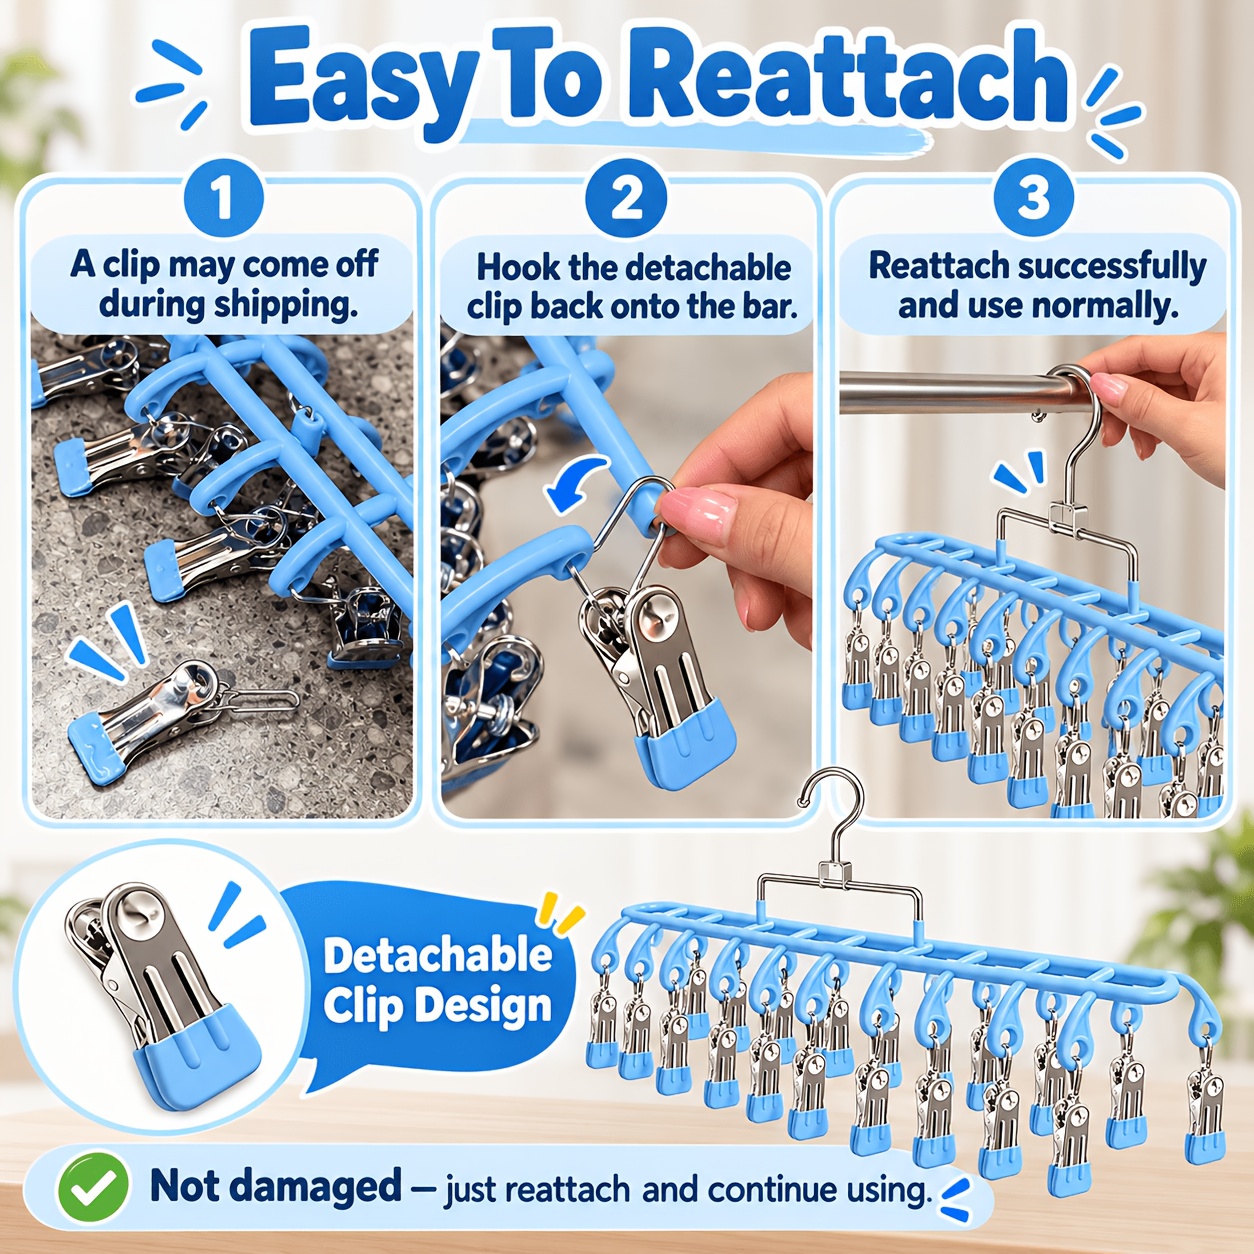 Easy To Reattach
1
A clip may come off
during shipping.
2
Hook the detachable
clip back onto the bar.
3
Reattach successfully
and use normally.
Detachable
Clip Design
Not damaged – just reattach and continue using.